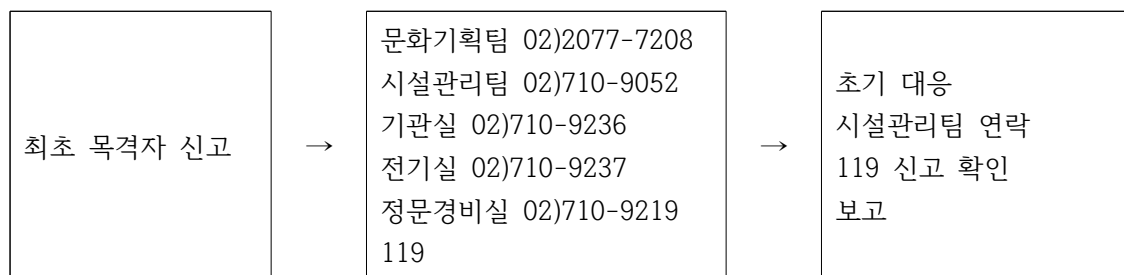 최초 목격자 신고
→
문화기획팀 02)2077-7208
시설관리팀 02)710-9052
기관실 02)710-9236
전기실 02)710-9237
정문경비실 02)710-9219
119
→
초기 대응
시설관리팀 연락
119 신고 확인
보고